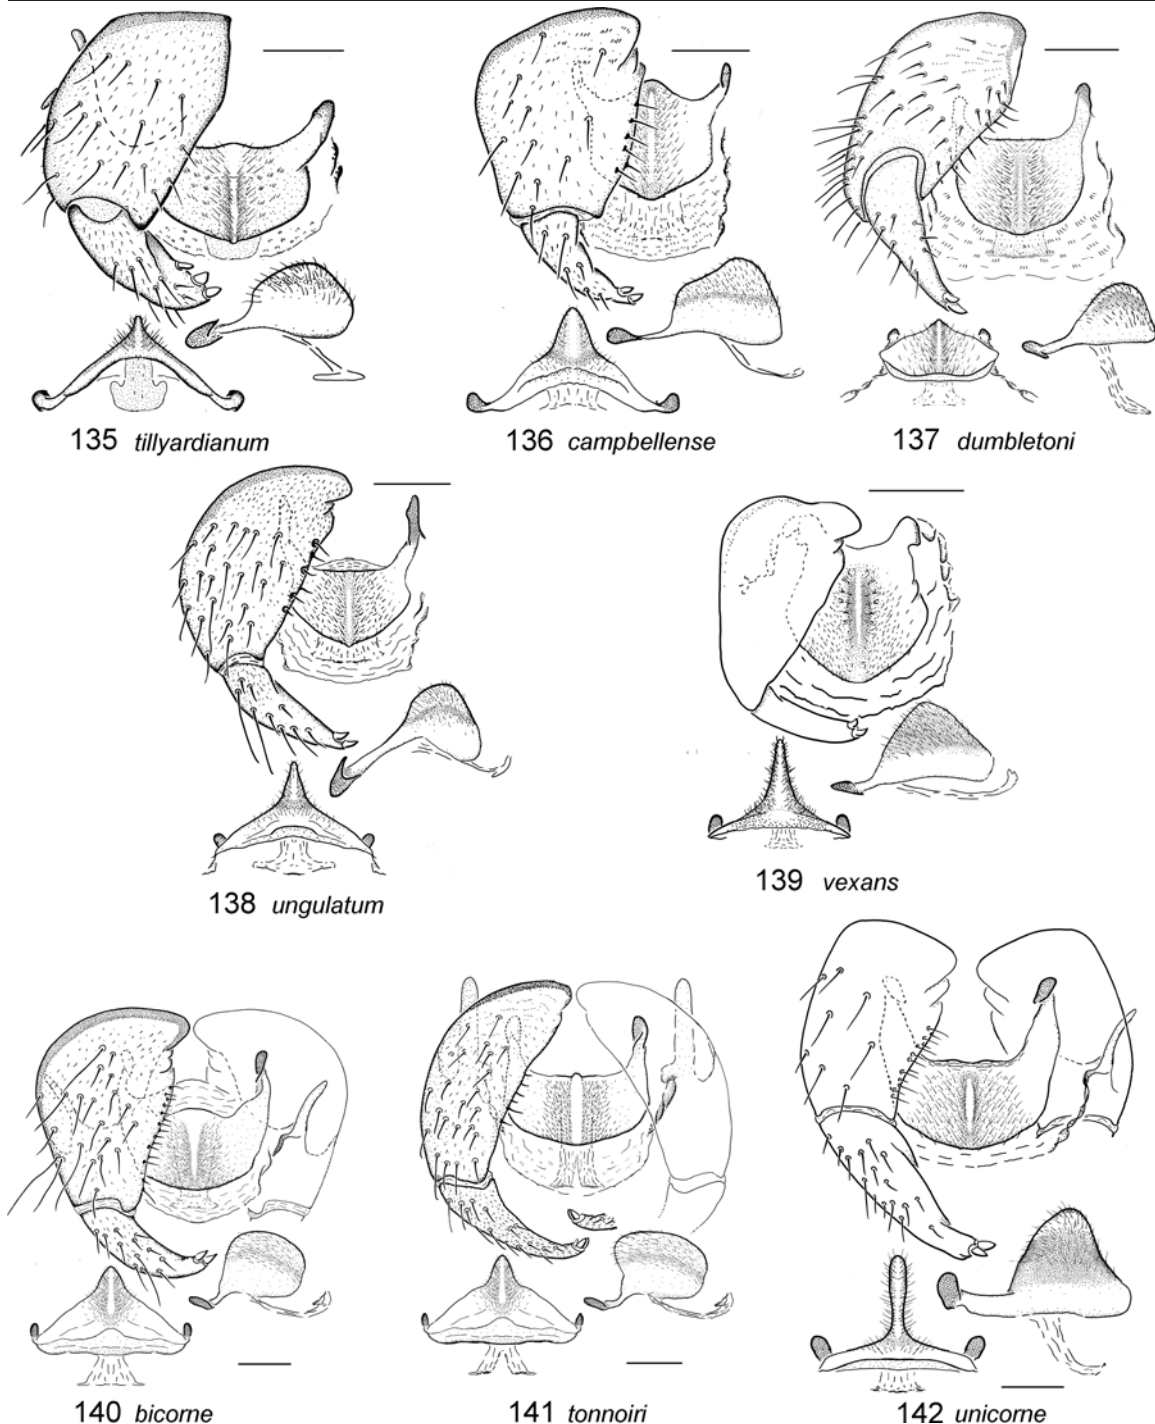 135 tillyardianum
136 campbellense
137 dumbletoni
138 ungulatum
139 vexans
140 bicorne
141 tonnoiri
142 unicorne